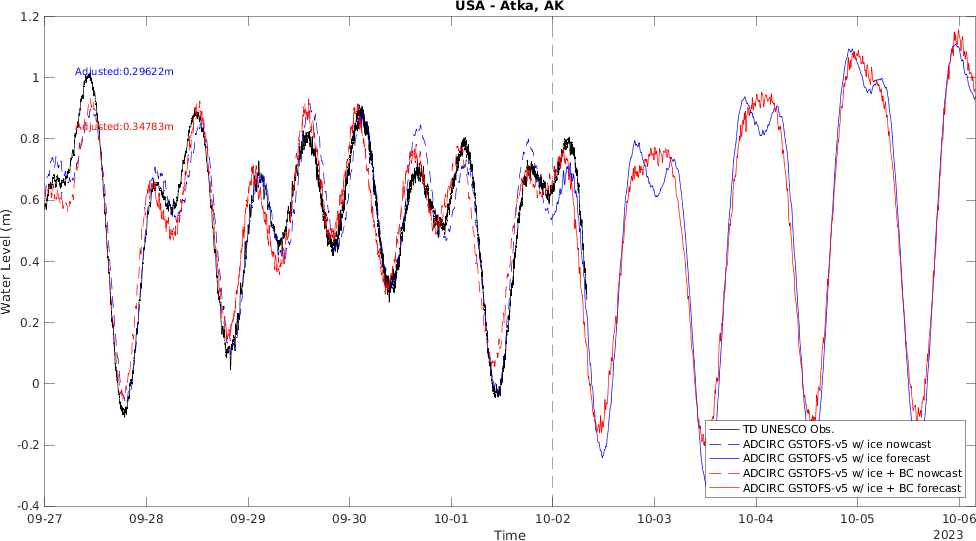 USA - Atka, AK
1.2
1
0.8
0.6
0.4
0.2
0
-0.2
-0.4
Water Level (m)
Adjusted:0.29622m
Adjusted:0.34783m
TD UNESCO Obs.
ADCIRC GSTOFS-v5 w/ ice nowcast
ADCIRC GSTOFS-v5 w/ ice forecast
ADCIRC GSTOFS-v5 w/ ice + BC nowcast
ADCIRC GSTOFS-v5 w/ ice + BC forecast
09-27 09-28 09-29 09-30 10-01 10-02 10-03 10-04 10-05 10-06
Time
2023